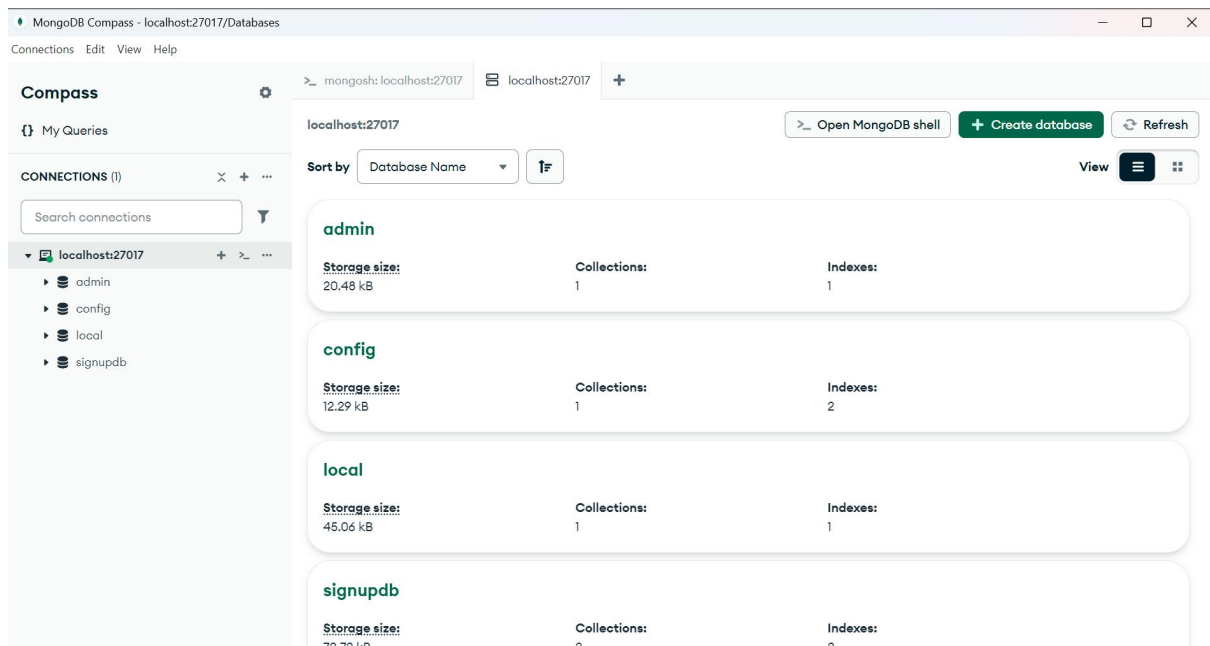 MongoDB Compass - localhost:27017/Databases
Connections Edit View Help
Compass
My Queries
CONNECTIONS (1)
Search connections
localhost:27017
admin
config
local
signupdb
>_ mongosh: localhost:27017 localhost:27017
localhost:27017
>_ Open MongoDB shell + Create database Refresh
Sort by Database Name View
admin
Storage size: Collections: Indexes:
20.48 kB 1 1
config
Storage size: Collections: Indexes:
12.29 kB 1 2
local
Storage size: Collections: Indexes:
45.06 kB 1 1
signupdb
Storage size: Collections: Indexes: